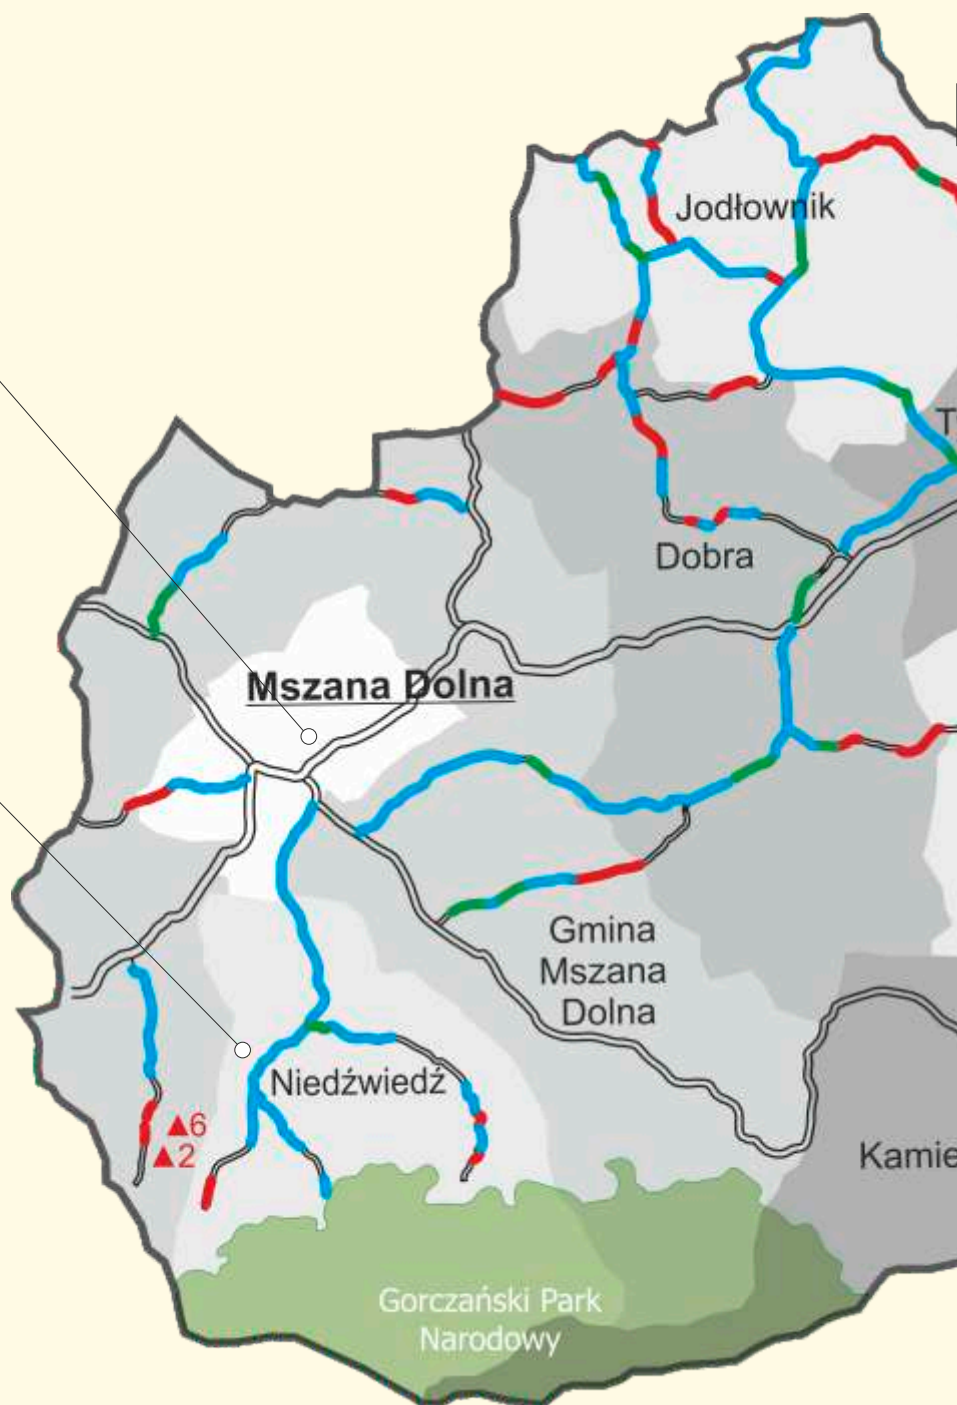 Jodłownik
T
Dobra
Mszana Dolna
Gmina
Mszana
Dolna
Niedźwiedź
▲6
▲2
Kamie
Gorczański Park
Narodowy